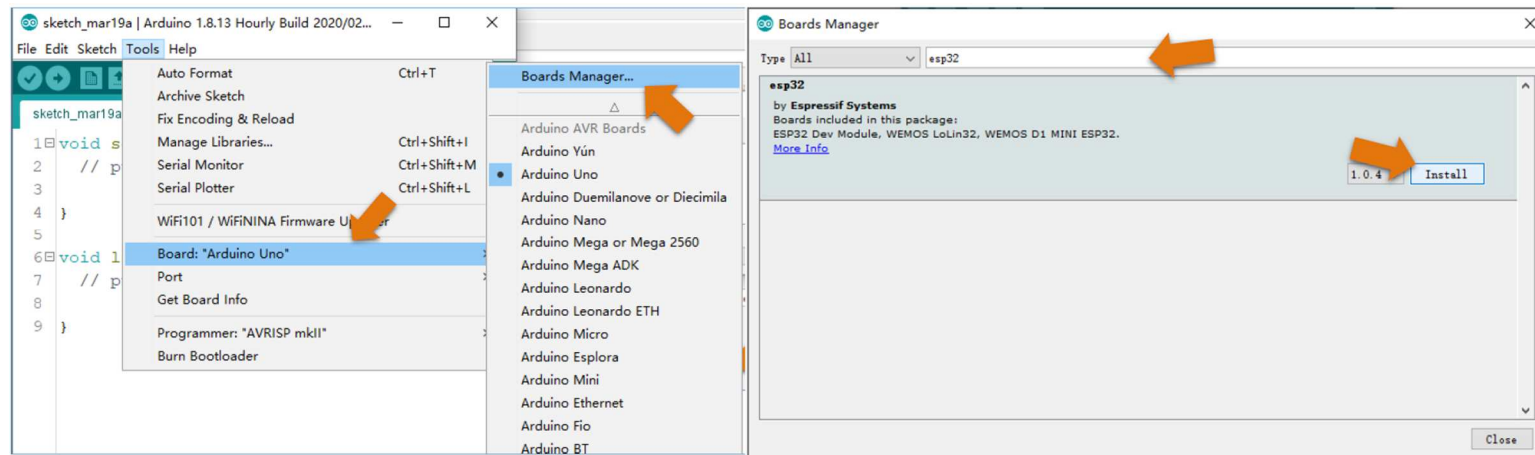 sketch_mar19a | Arduino 1.8.13 Hourly Build 2020/02...
File Edit Sketch Tools Help
sketch_mar19a
1 void s
2 // p
3
4 }
5
6 void l
7 // p
8
9 }
Auto Format Ctrl+T
Archive Sketch
Fix Encoding & Reload
Manage Libraries... Ctrl+Shift+I
Serial Monitor Ctrl+Shift+M
Serial Plotter Ctrl+Shift+L
WiFi101 / WiFiNINA Firmware
Board: "Arduino Uno"
Port
Get Board Info
Programmer: "AVRISP mkII"
Burn Bootloader
Boards Manager...
Arduino AVR Boards
Arduino Yún
Arduino Uno
Arduino Duemilanove or Diecimila
Arduino Nano
Arduino Mega or Mega 2560
Arduino Mega ADK
Arduino Leonardo
Arduino Leonardo ETH
Arduino Micro
Arduino Esplora
Arduino Mini
Arduino Ethernet
Arduino Fio
Arduino BT
Boards Manager
Type All esp32
esp32
by Espressif Systems
Boards included in this package:
ESP32 Dev Module, WEMOS LoLin32, WEMOS D1 MINI ESP32.
More Info
1.0.4 Install
Close